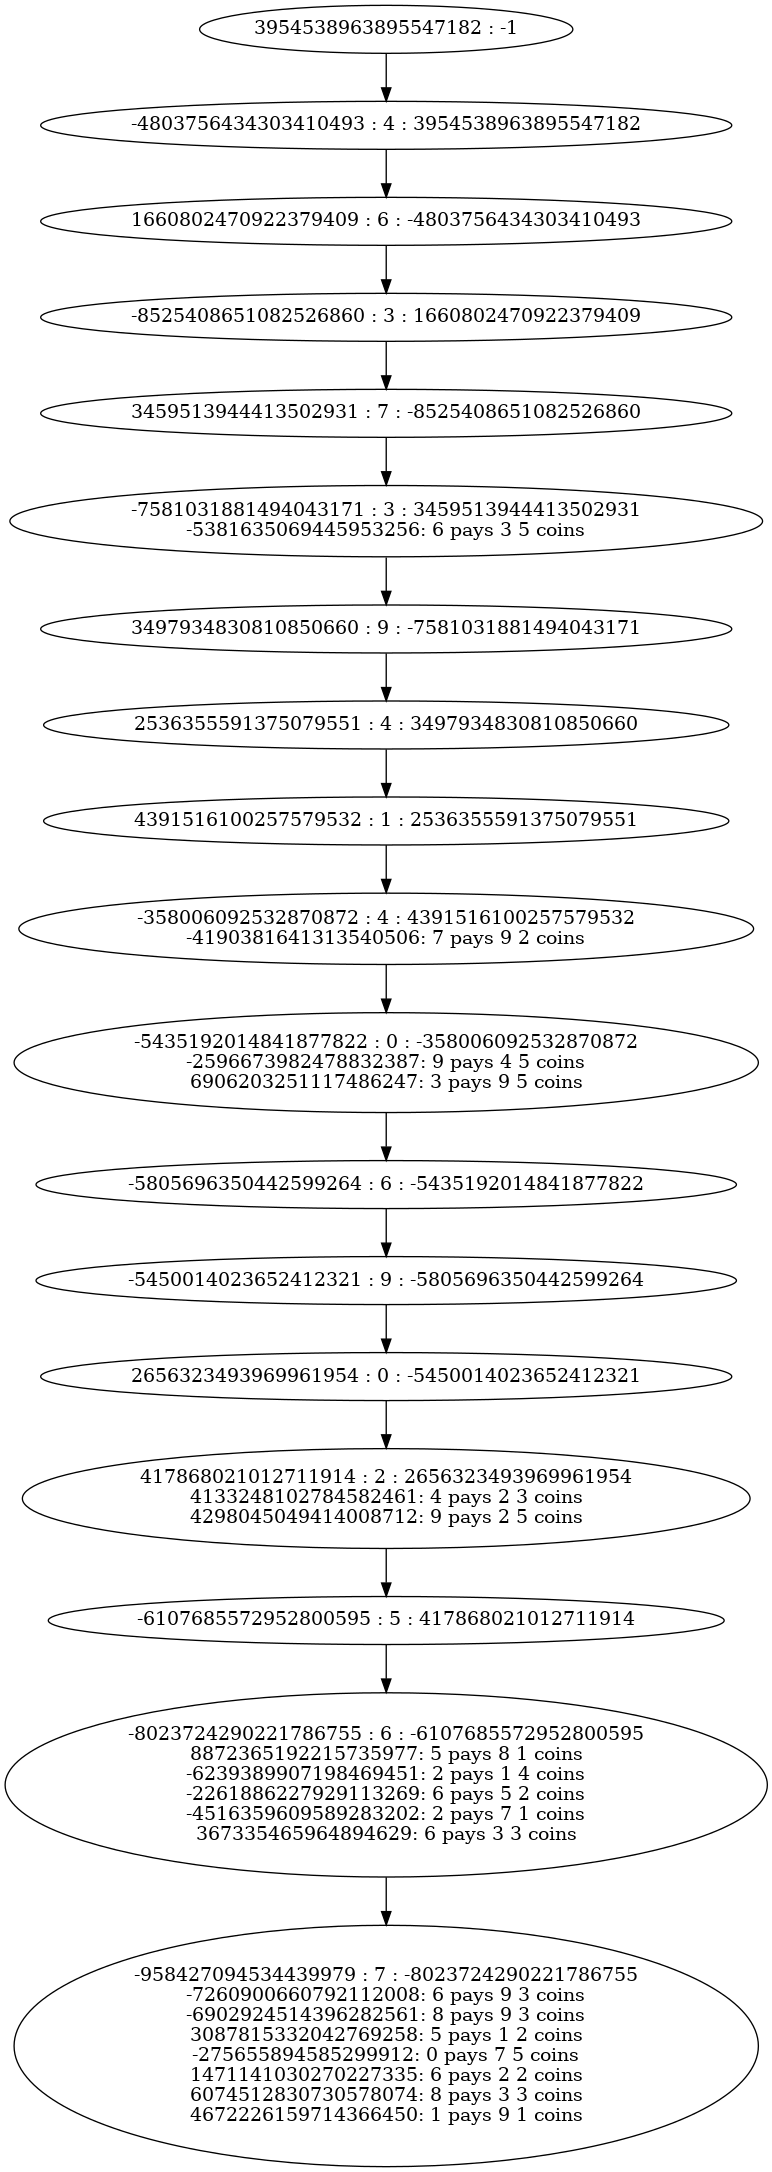 3954538963895547182 : -1
-4803756434303410493 : 4 : 3954538963895547182
1660802470922379409 : 6 : -4803756434303410493
-8525408651082526860 : 3 : 1660802470922379409
3459513944413502931 : 7 : -8525408651082526860
-7581031881494043171 : 3 : 3459513944413502931
-5381635069445953256: 6 pays 3 5 coins
3497934830810850660 : 9 : -7581031881494043171
2536355591375079551 : 4 : 3497934830810850660
4391516100257579532 : 1 : 2536355591375079551
-358006092532870872 : 4 : 4391516100257579532
-4190381641313540506: 7 pays 9 2 coins
-5435192014841877822 : 0 : -358006092532870872
-2596673982478832387: 9 pays 4 5 coins
6906203251117486247: 3 pays 9 5 coins
-5805696350442599264 : 6 : -5435192014841877822
-5450014023652412321 : 9 : -5805696350442599264
2656323493969961954 : 0 : -5450014023652412321
417868021012711914 : 2 : 2656323493969961954
4133248102784582461: 4 pays 2 3 coins
4298045049414008712: 9 pays 2 5 coins
-6107685572952800595 : 5 : 417868021012711914
-8023724290221786755 : 6 : -6107685572952800595
8872365192215735977: 5 pays 8 1 coins
-6239389907198469451: 2 pays 1 4 coins
-2261886227929113269: 6 pays 5 2 coins
-4516359609589283202: 2 pays 7 1 coins
367335465964894629: 6 pays 3 3 coins
-958427094534439979 : 7 : -8023724290221786755
-7260900660792112008: 6 pays 9 3 coins
-6902924514396282561: 8 pays 9 3 coins
3087815332042769258: 5 pays 1 2 coins
-275655894585299912: 0 pays 7 5 coins
1471141030270227335: 6 pays 2 2 coins
6074512830730578074: 8 pays 3 3 coins
4672226159714366450: 1 pays 9 1 coins